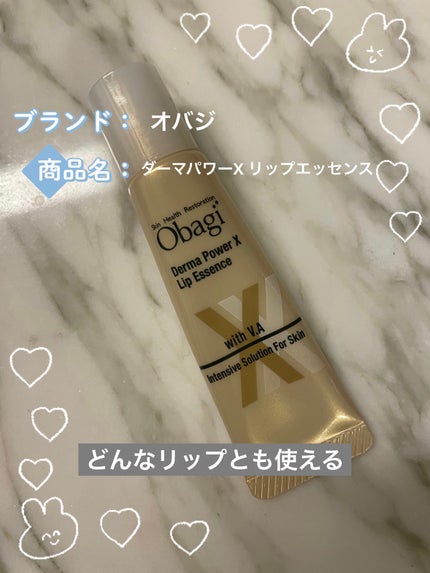 ブランド： オバジ
商品名： ダーマパワーX リップエッセンス
Skin Health Restoration
Obagi
Derma Power X
Lip Essence
X
with V.A
Intensive Solution For Skin
どんなリップとも使える